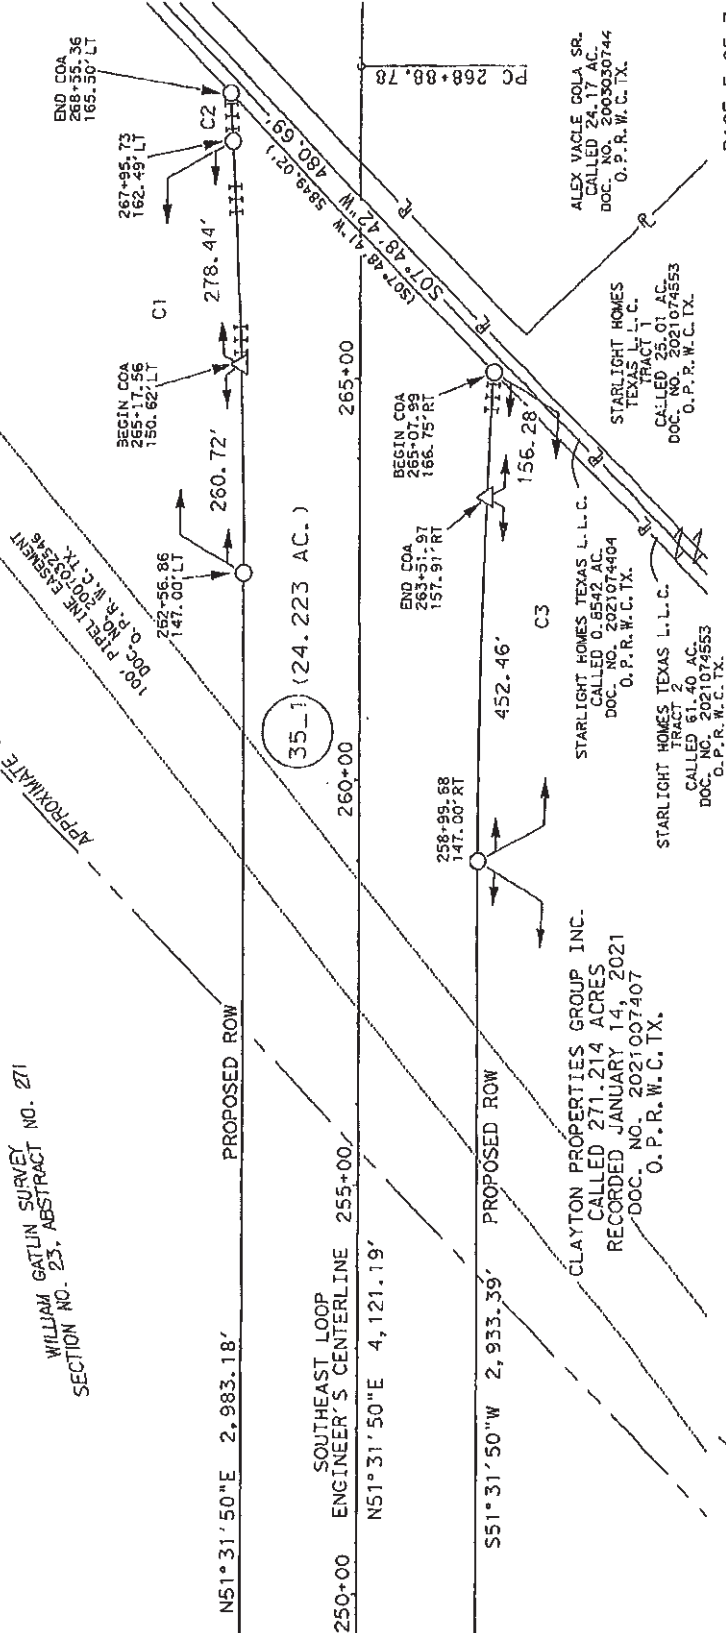 WILLIAM GATLIN SURVEY
SECTION NO. 23, ABSTRACT NO. 271
APPROXIMATE
100' PIPELINE EASEMENT
DOC. NO. 2007032546
O.P.R.W.C.TX.
N51°31'50"E 2,983.18'
PROPOSED ROW
262+56.86
147.00' LT
260.72'
BEGIN COA
265+17.56
150.62' LT
C1
278.44'
267+95.73
162.49' LT
C2
END COA
268+55.36
165.50' LT
35_1 (24.223 AC.)
SOUTHEAST LOOP
ENGINEER'S CENTERLINE
N51°31'50"E 4,121.19'
250+00
255+00
260+00
265+00
PC 268+88.78
(S07°48'41"W 5849.02')
S07°48'42"W 480.69'
S51°31'50"W 2,933.39'
PROPOSED ROW
258+99.68
147.00' RT
452.46'
END COA
263+51.97
157.91' RT
C3
156.28'
BEGIN COA
265+07.99
166.75' RT
CLAYTON PROPERTIES GROUP INC.
CALLED 271.214 ACRES
RECORDED JANUARY 14, 2021
DOC. NO. 2021007407
O.P.R.W.C.TX.
STARLIGHT HOMES TEXAS L.L.C.
CALLED 0.8542 AC.
DOC. NO. 2021074404
O.P.R.W.C.TX.
STARLIGHT HOMES TEXAS L.L.C.
TRACT 2
CALLED 61.40 AC.
DOC. NO. 2021074553
O.P.R.W.C.TX.
STARLIGHT HOMES
TEXAS L.L.C.
TRACT 1
CALLED 25.01 AC.
DOC. NO. 2021074553
O.P.R.W.C.TX.
ALEX VACLE GOLA SR.
CALLED 24.17 AC.
DOC. NO. 2003030744
O.P.R.W.C.TX.
PL
PL
PL
PL
PL
PL